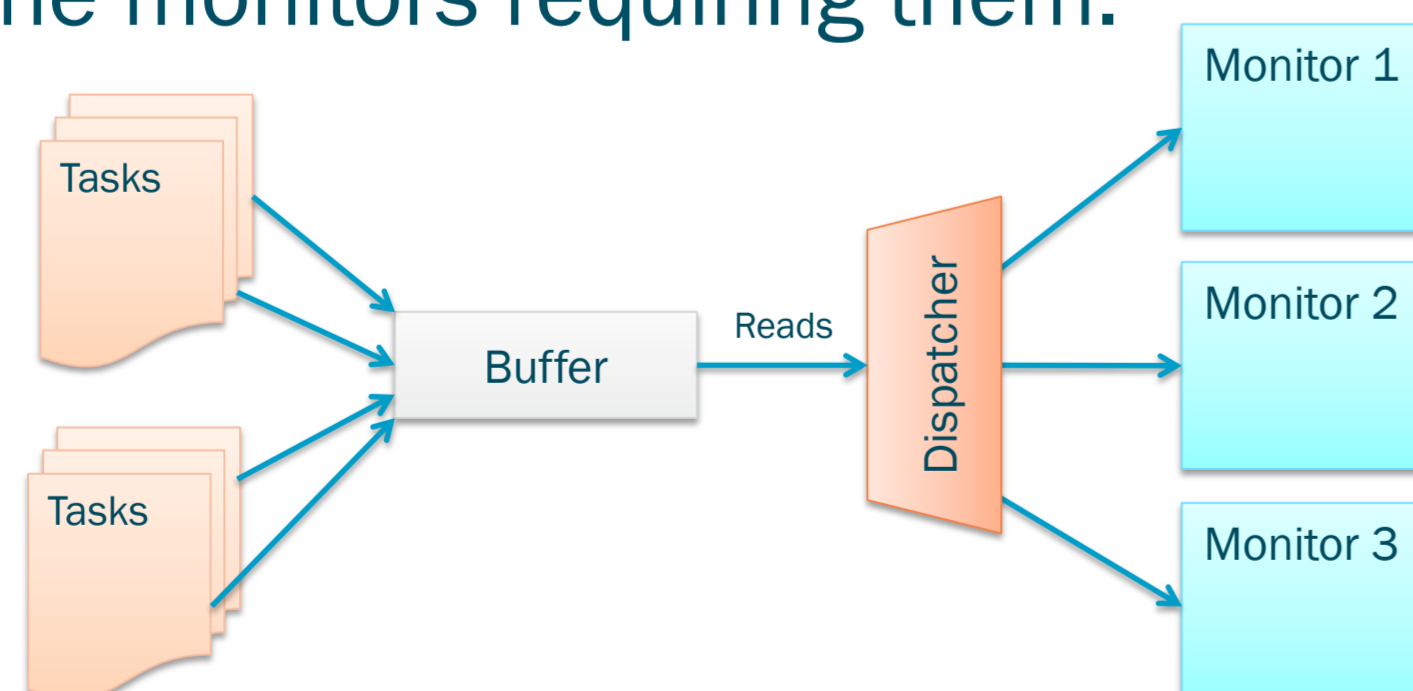 he monitors requiring them.
Monitor 1
Tasks
Reads
Dispatcher
Buffer
Monitor 2
Tasks
Monitor 3